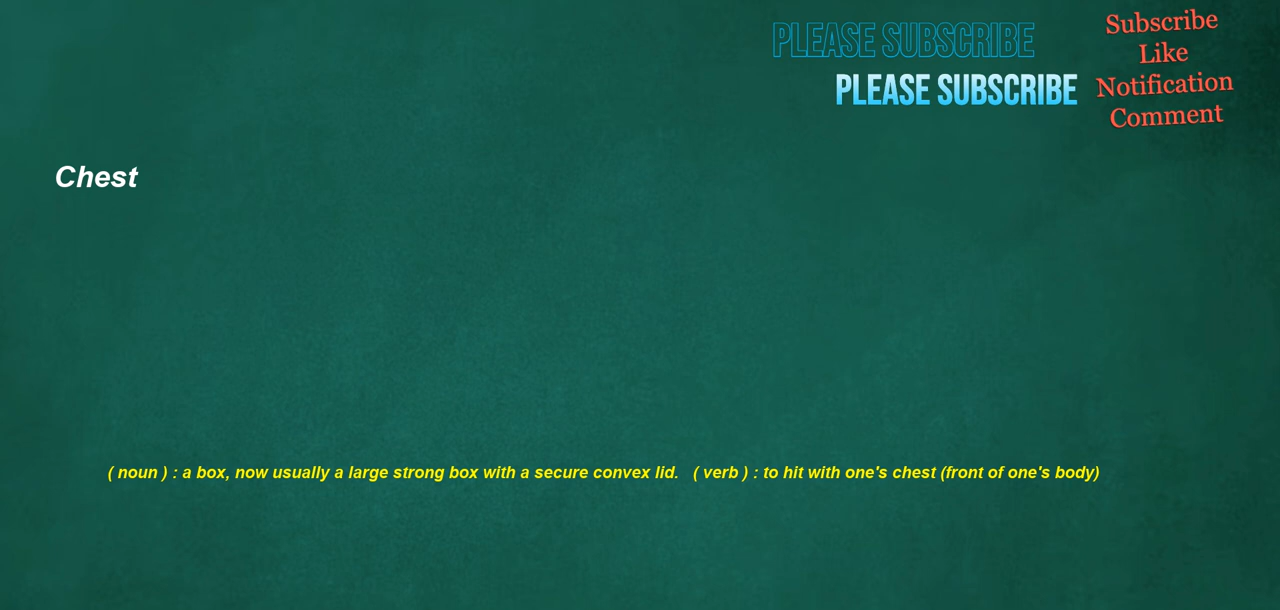 PLEASE SUBSCRIBE
PLEASE SUBSCRIBE
Subscribe
Like
Notification
Comment
Chest
( noun ) : a box, now usually a large strong box with a secure convex lid.   ( verb ) : to hit with one's chest (front of one's body)